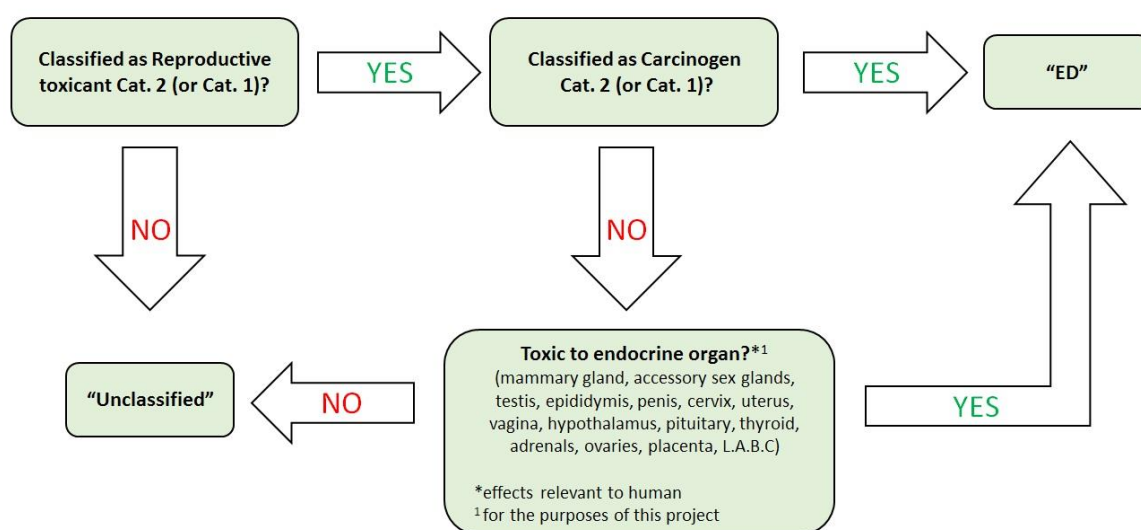 Classified as Reproductive
toxicant Cat. 2 (or Cat. 1)?
YES
Classified as Carcinogen
Cat. 2 (or Cat. 1)?
YES
“ED”
NO
NO
“Unclassified”
NO
Toxic to endocrine organ?*¹
(mammary gland, accessory sex glands,
testis, epididymis, penis, cervix, uterus,
vagina, hypothalamus, pituitary, thyroid,
adrenals, ovaries, placenta, L.A.B.C)
*effects relevant to human
¹ for the purposes of this project
YES